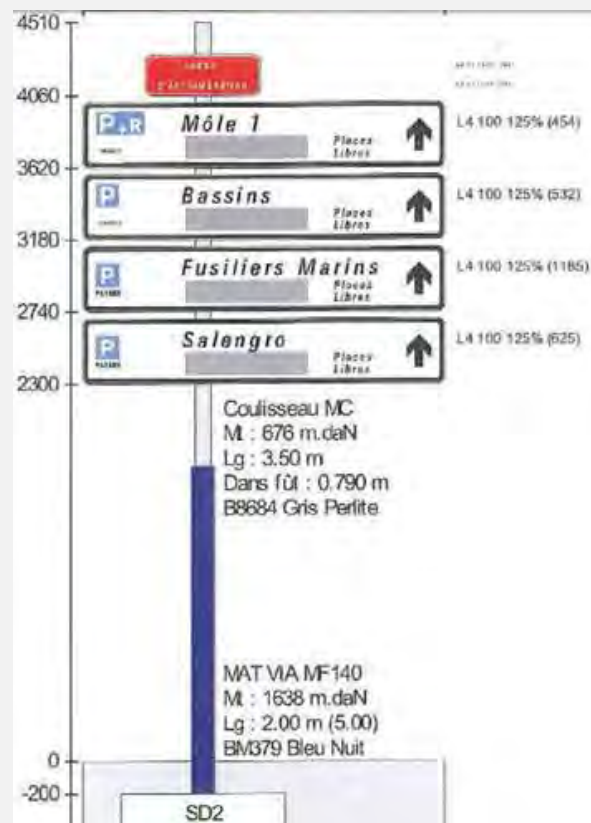 4510
4060
P+R Môle 1
Places
Libres
L4 100 125% (454)
3620
P Bassins
Places
Libres
L4 100 125% (532)
3180
P Fusiliers Marins
Places
Libres
L4 100 125% (1185)
2740
P Salengro
Places
Libres
L4 100 125% (625)
2300
Coulisseau MC
Mt : 676 m.daN
Lg : 3.50 m
Dans fût : 0.790 m
B8684 Gris Perlite
MAT VIA MF140
Mt : 1638 m.daN
Lg : 2.00 m (5.00)
BM379 Bleu Nuit
0
-200
SD2